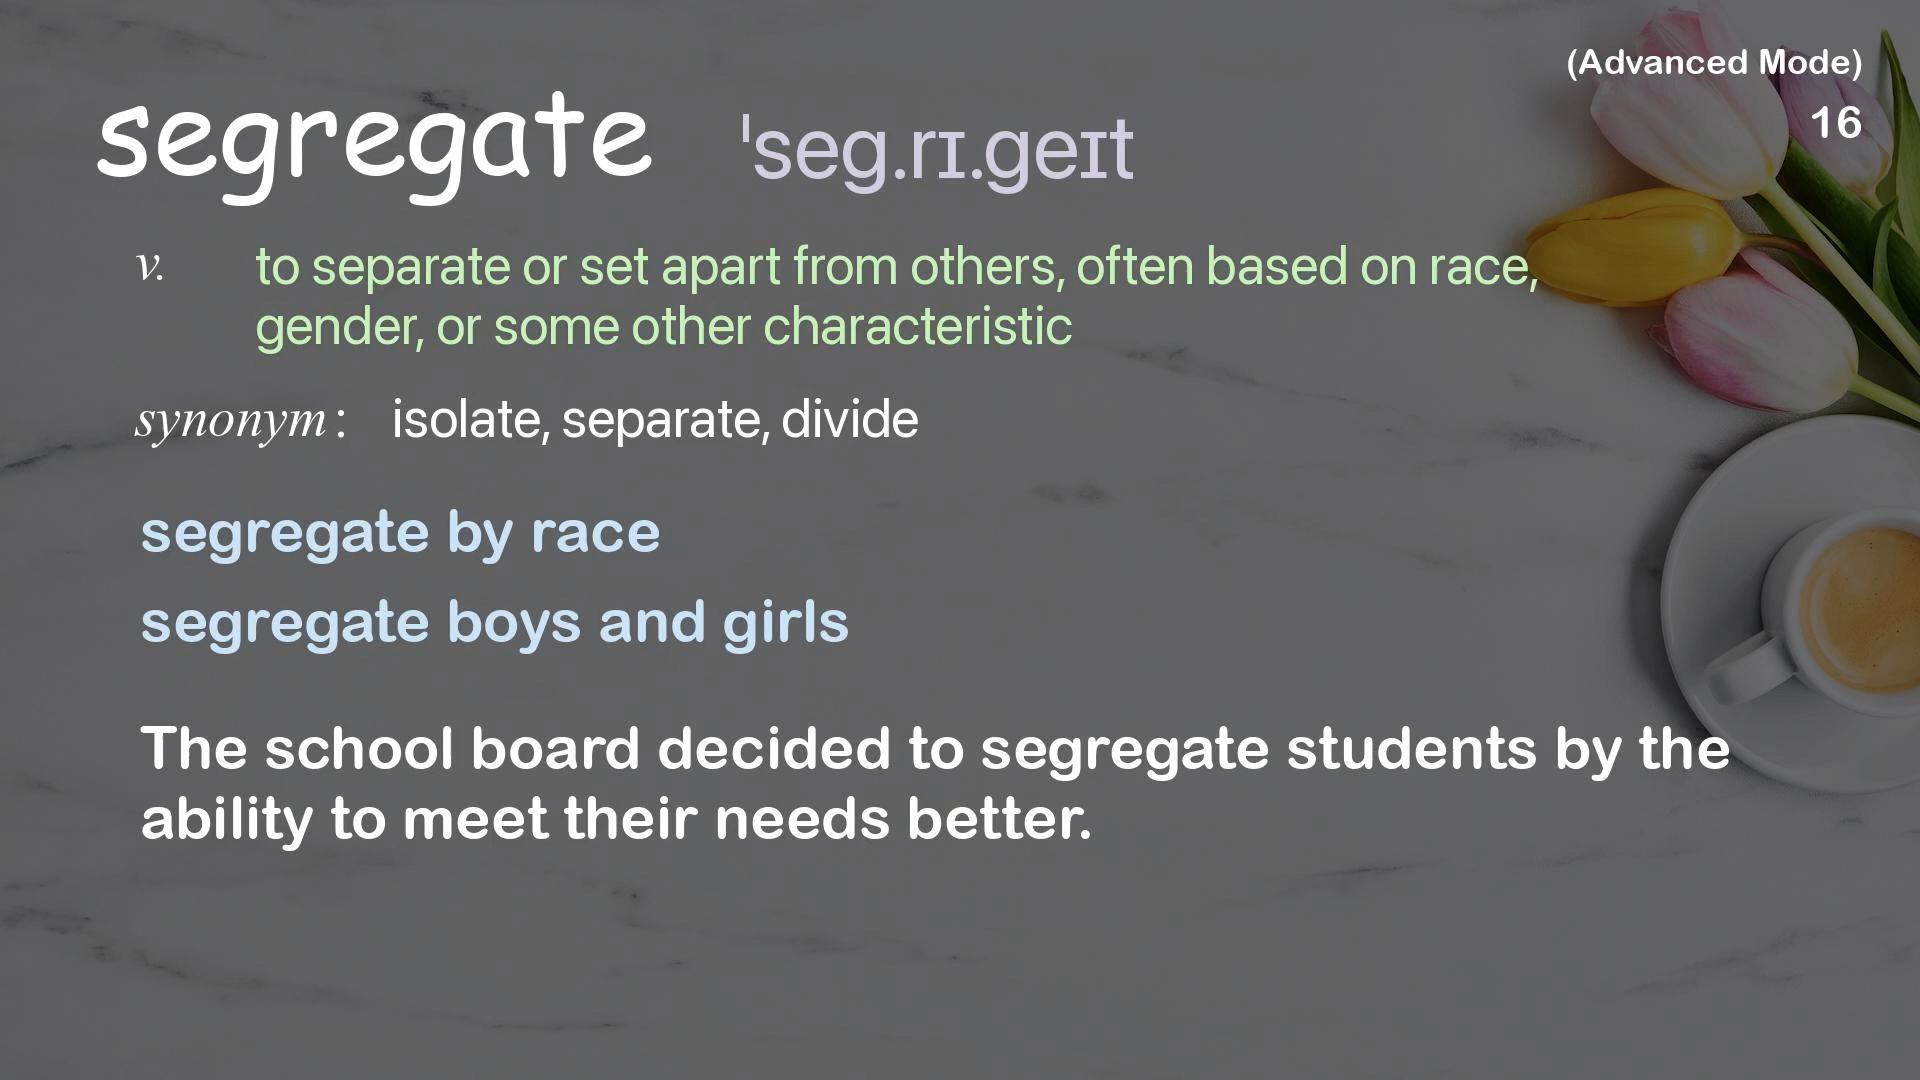 (Advanced Mode)
segregate ˈseɡ.rɪ.ɡeɪt
16
v. to separate or set apart from others, often based on race,
gender, or some other characteristic
synonym: isolate, separate, divide
segregate by race
segregate boys and girls
The school board decided to segregate students by the
ability to meet their needs better.